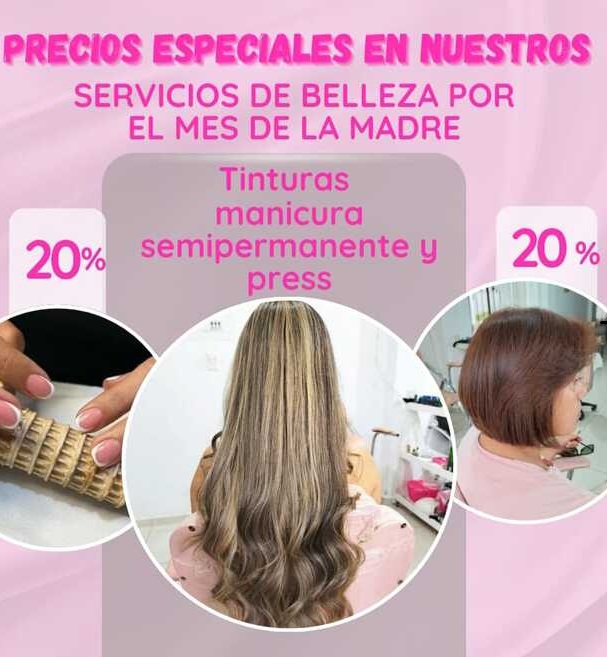 PRECIOS ESPECIALES EN NUESTROS
SERVICIOS DE BELLEZA POR
EL MES DE LA MADRE
Tinturas
manicura
semipermanente y
press
20%
20 %